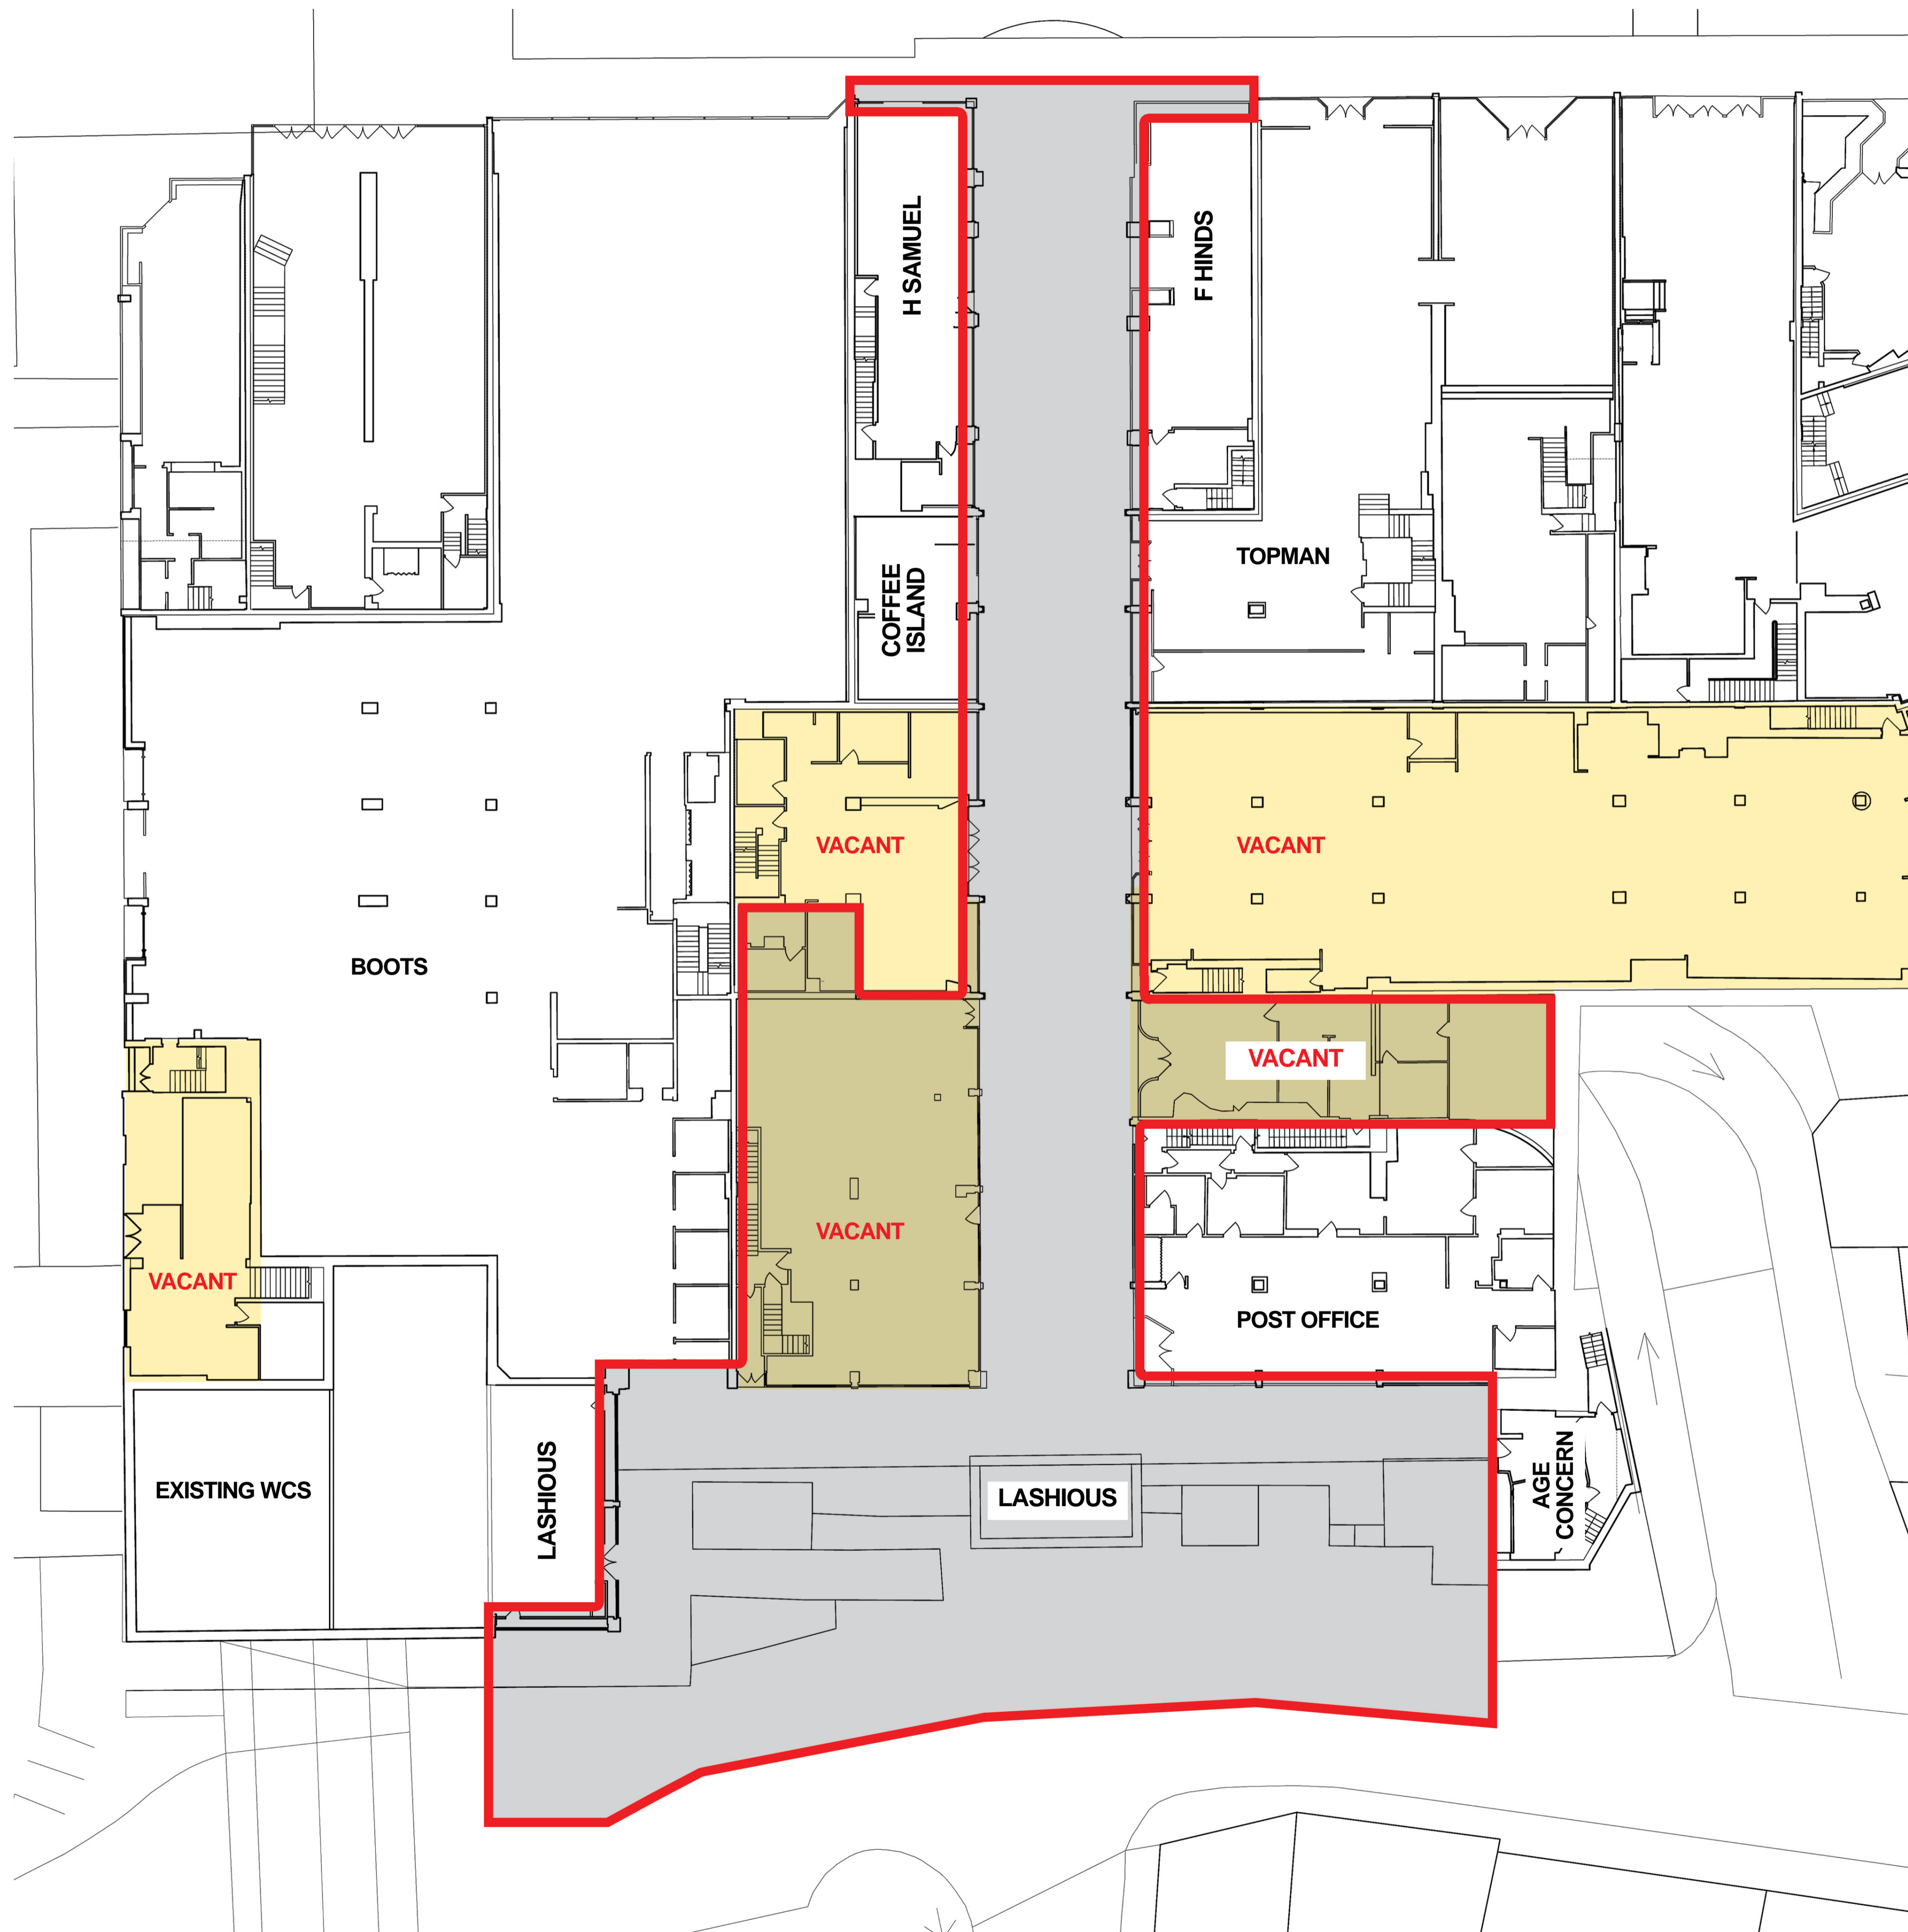 H SAMUEL
F HINDS
TOPMAN
COFFEE
ISLAND
VACANT
VACANT
BOOTS
VACANT
VACANT
VACANT
POST OFFICE
EXISTING WCS
LASHIOUS
LASHIOUS
AGE
CONCERN